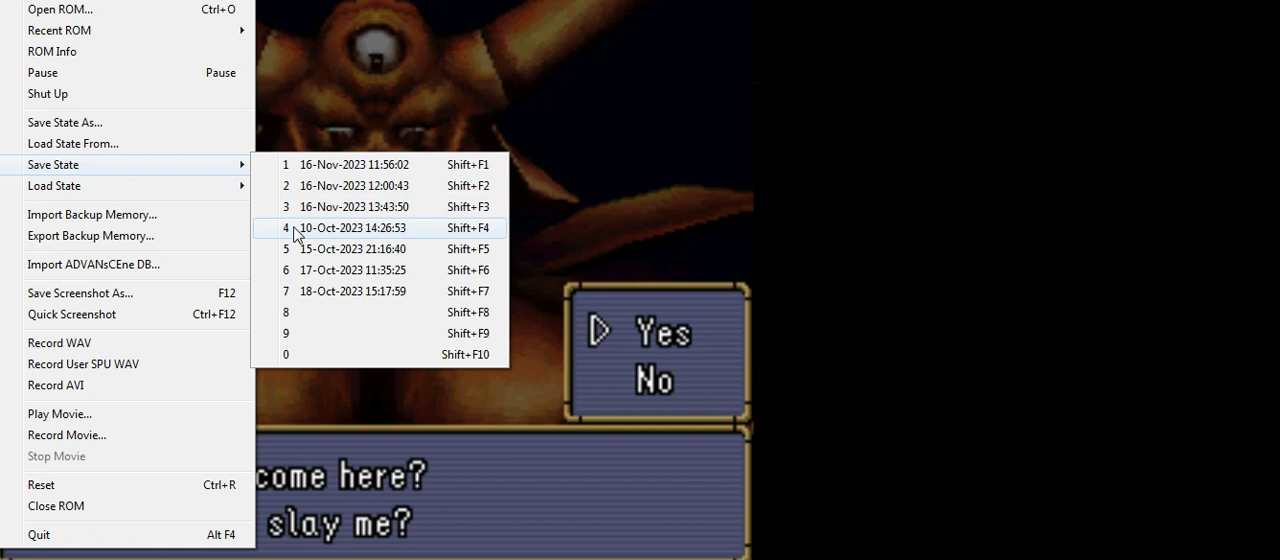 Open ROM... Ctrl+O
Recent ROM
ROM Info
Pause Pause
Shut Up
Save State As...
Load State From...
Save State
Load State
Import Backup Memory...
Export Backup Memory...
Import ADVANsCEne DB...
Save Screenshot As... F12
Quick Screenshot Ctrl+F12
Record WAV
Record User SPU WAV
Record AVI
Play Movie...
Record Movie...
Stop Movie
Reset Ctrl+R
Close ROM
Quit Alt F4
1 16-Nov-2023 11:56:02 Shift+F1
2 16-Nov-2023 12:00:43 Shift+F2
3 16-Nov-2023 13:43:50 Shift+F3
4 10-Oct-2023 14:26:53 Shift+F4
5 15-Oct-2023 21:16:40 Shift+F5
6 17-Oct-2023 11:35:25 Shift+F6
7 18-Oct-2023 15:17:59 Shift+F7
8 Shift+F8
9 Shift+F9
0 Shift+F10
Yes
No
come here?
slay me?